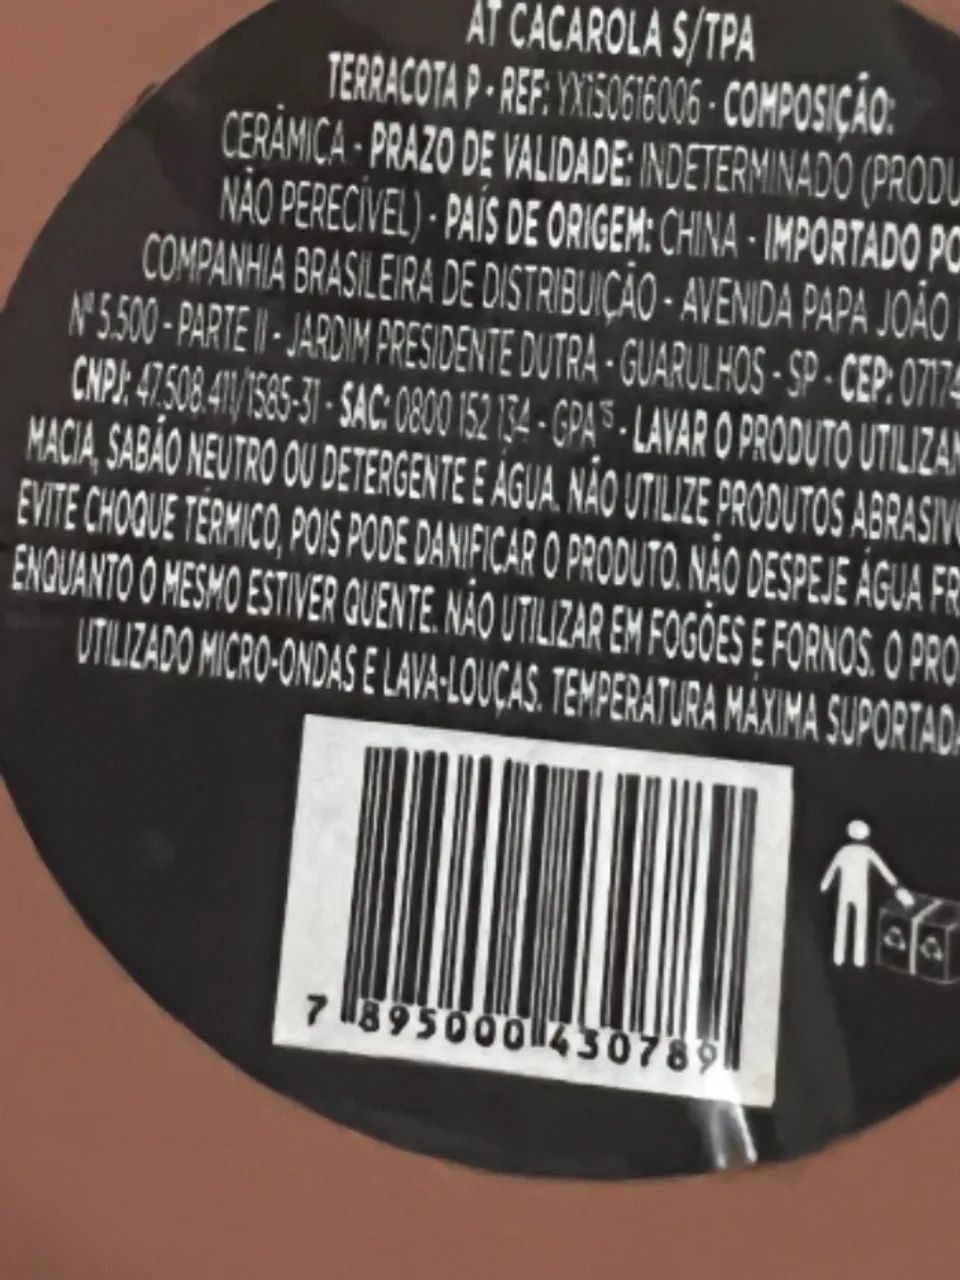 AT CACAROLA S/TPA
TERRACOTA P - REF: YX150616006 - COMPOSIÇÃO:
CERÂMICA - PRAZO DE VALIDADE: INDETERMINADO (PRODU
NÃO PERECÍVEL) - PAÍS DE ORIGEM: CHINA - IMPORTADO PO
COMPANHIA BRASILEIRA DE DISTRIBUIÇÃO - AVENIDA PAPA JOÃO
Nº 5.500 - PARTE II - JARDIM PRESIDENTE DUTRA - GUARULHOS - SP - CEP: 07174
CNPJ: 47.508.411/1585-31 - SAC: 0800 152 134 - GPA 15 - LAVAR O PRODUTO UTILIZAN
MACIA, SABÃO NEUTRO OU DETERGENTE E ÁGUA. NÃO UTILIZE PRODUTOS ABRASIV
EVITE CHOQUE TÉRMICO, POIS PODE DANIFICAR O PRODUTO. NÃO DESPEJE ÁGUA FR
ENQUANTO O MESMO ESTIVER QUENTE. NÃO UTILIZAR EM FOGÕES E FORNOS. O PRO
UTILIZADO MICRO-ONDAS E LAVA-LOUÇAS. TEMPERATURA MÁXIMA SUPORTADA
7 895000 430789